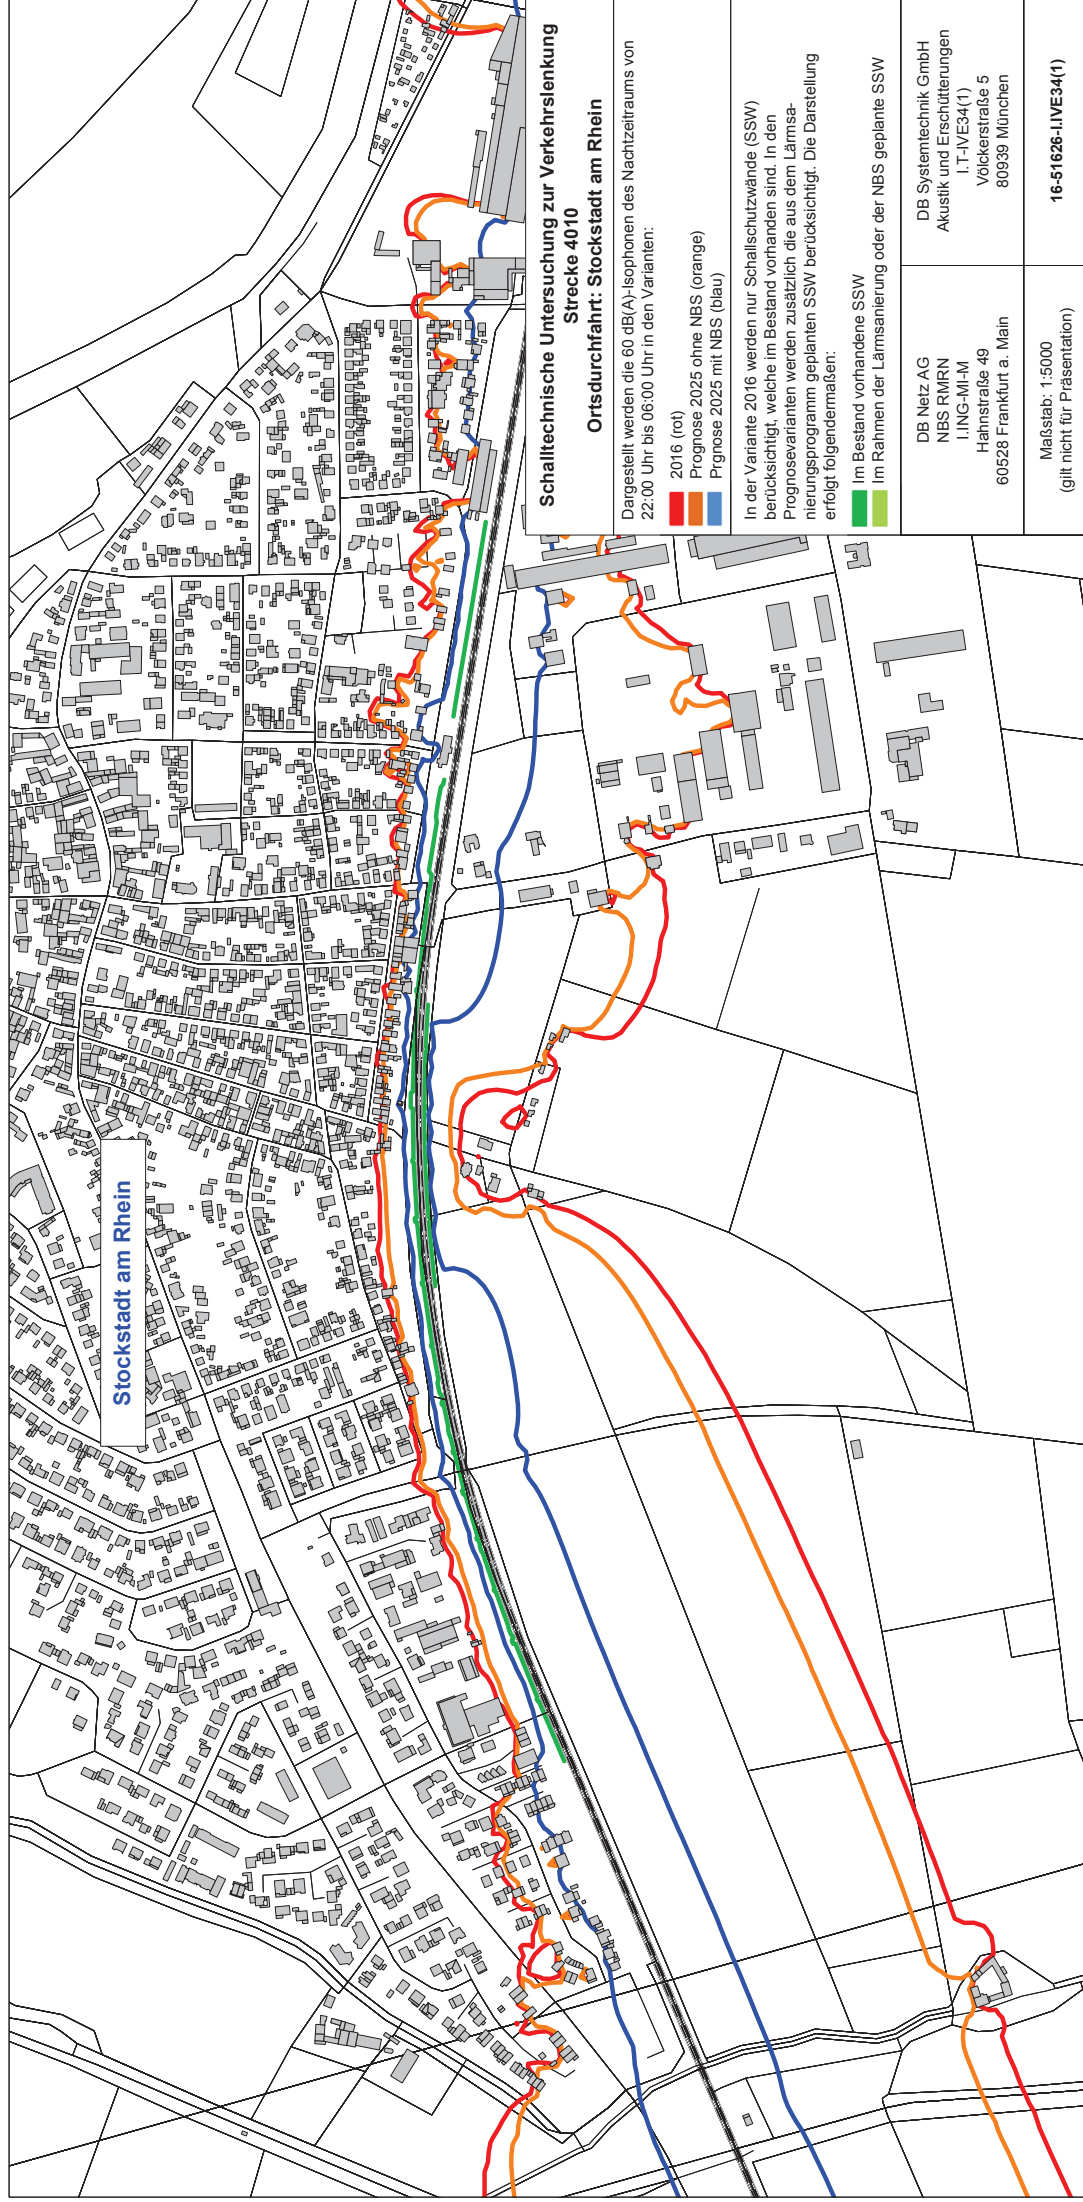 Stockstadt am Rhein
Schalltechnische Untersuchung zur Verkehrslenkung
Strecke 4010
Ortsdurchfahrt: Stockstadt am Rhein
Dargestellt werden die 60 dB(A)-Isophonen des Nachtzeitraums von
22:00 Uhr bis 06:00 Uhr in den Varianten:
2016 (rot)
Prognose 2025 ohne NBS (orange)
Prgnose 2025 mit NBS (blau)
In der Variante 2016 werden nur Schallschutzwände (SSW)
berücksichtigt, welche im Bestand vorhanden sind. In den
Prognosevarianten werden zusätzlich die aus dem Lärmsa-
nierungsprogramm geplanten SSW berücksichtigt. Die Darstellung
erfolgt folgendermaßen:
Im Bestand vorhandene SSW
Im Rahmen der Lärmsanierung oder der NBS geplante SSW
DB Netz AG
NBS RMRN
I.ING-MI-M
Hahnstraße 49
60528 Frankfurt a. Main
DB Systemtechnik GmbH
Akustik und Erschütterungen
I.T-IVE34(1)
Völckerstraße 5
80939 München
Maßstab: 1:5000
(gilt nicht für Präsentation)
16-51626-I.IVE34(1)